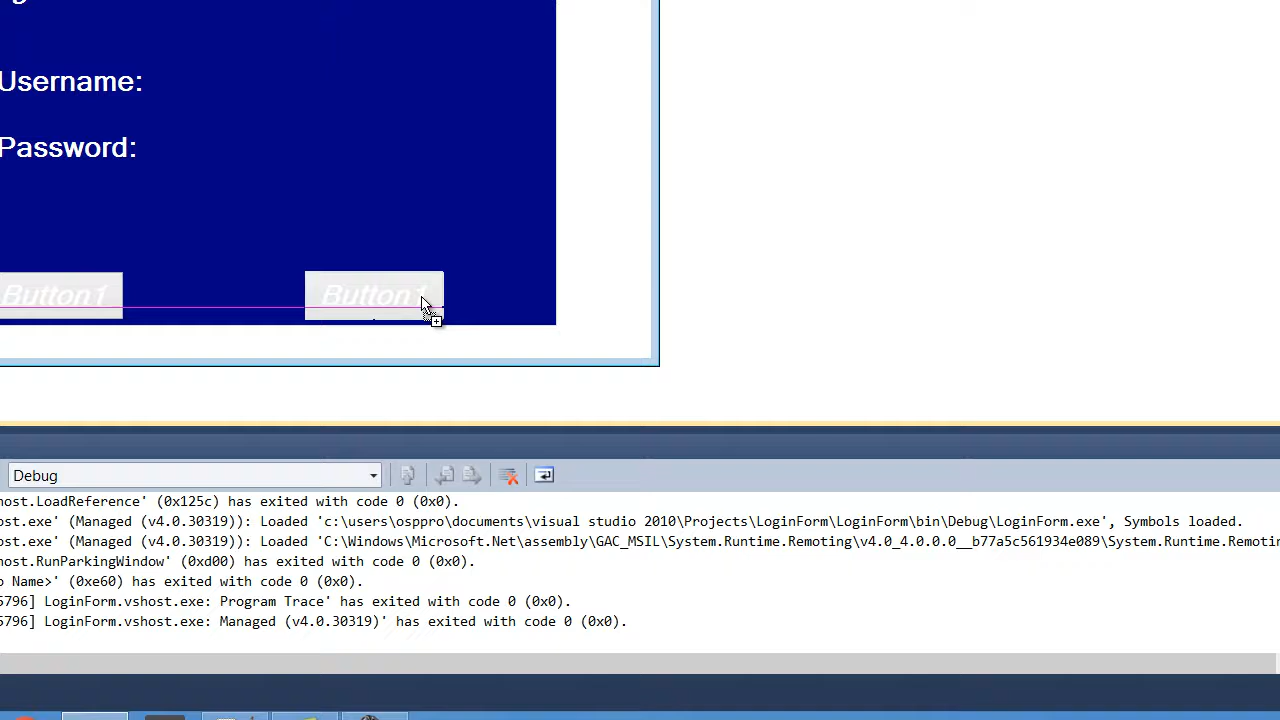 Username:
Password:
Button1
Button1
Debug
host.LoadReference' (0x125c) has exited with code 0 (0x0).
ost.exe' (Managed (v4.0.30319)): Loaded 'c:\users\osppro\documents\visual studio 2010\Projects\LoginForm\LoginForm\bin\Debug\LoginForm.exe', Symbols loaded.
ost.exe' (Managed (v4.0.30319)): Loaded 'C:\Windows\Microsoft.Net\assembly\GAC_MSIL\System.Runtime.Remoting\v4.0_4.0.0.0__b77a5c561934e089\System.Runtime.Remotin
host.RunParkingWindow' (0xd00) has exited with code 0 (0x0).
o Name>' (0xe60) has exited with code 0 (0x0).
5796] LoginForm.vshost.exe: Program Trace' has exited with code 0 (0x0).
5796] LoginForm.vshost.exe: Managed (v4.0.30319)' has exited with code 0 (0x0).